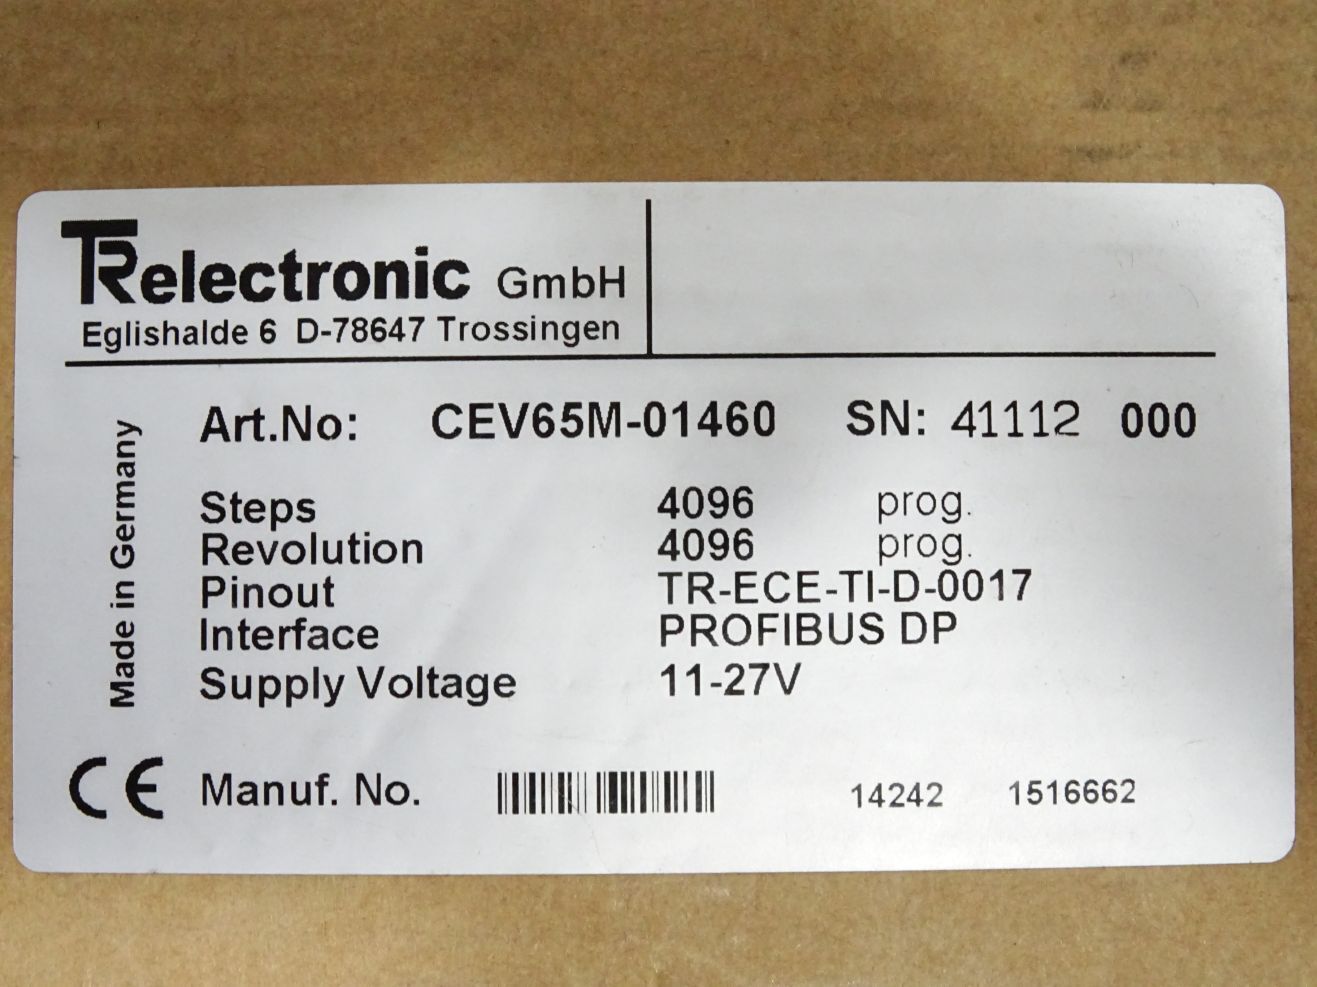 TRelectronic GmbH
Eglishalde 6 D-78647 Trossingen
Made in Germany
Art.No: CEV65M-01460 SN: 41112 000
Steps 4096 prog.
Revolution 4096 prog.
Pinout TR-ECE-TI-D-0017
Interface PROFIBUS DP
Supply Voltage 11-27V
CE Manuf. No. 14242 1516662